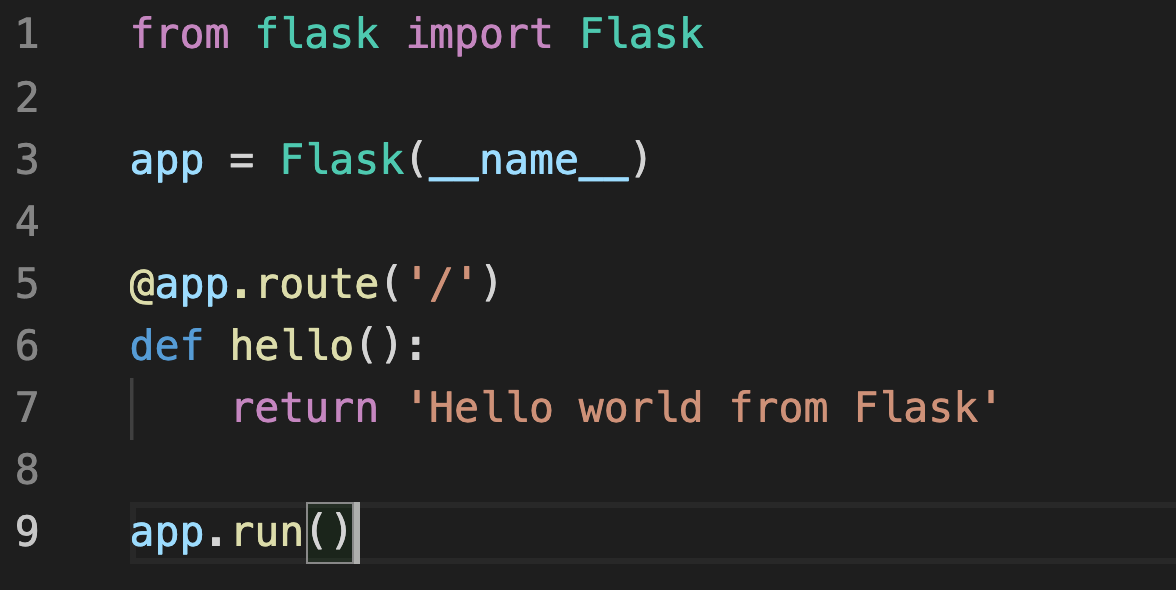 1 from flask import Flask
2
3 app = Flask(__name__)
4
5 @app.route('/')
6 def hello():
7     return 'Hello world from Flask'
8
9 app.run()